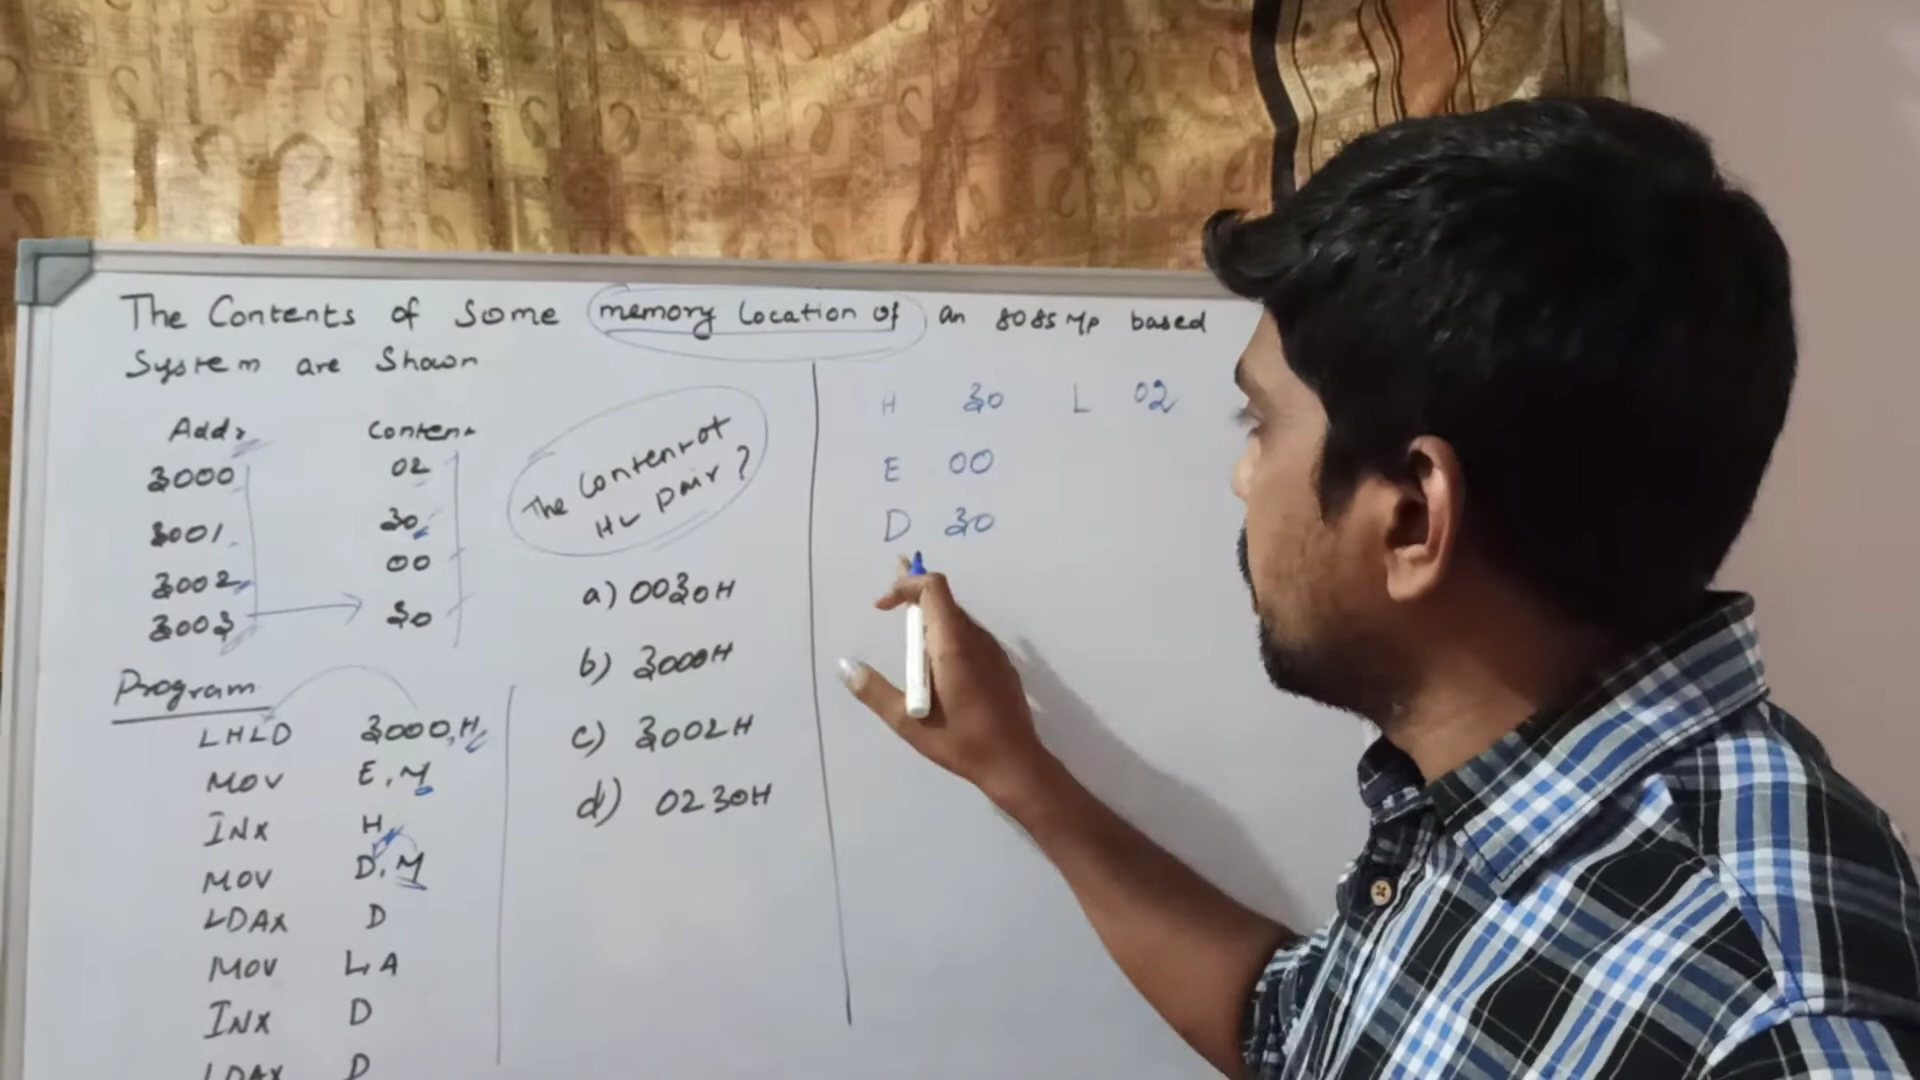 The Contents of Some memory Location of an 8085 μp based
System are Shown
Addr Content
3000 02
3001 30
3002 00
3003 30
The Content of
HL pair?
a) 0030H
b) 3000H
c) 3002H
d) 0230H
Program
LHLD 3000,H
MOV E,M
INX H
MOV D,M
LDAX D
MOV L,A
INX D
LDAX D
H 30 L 02
E 00
D 30